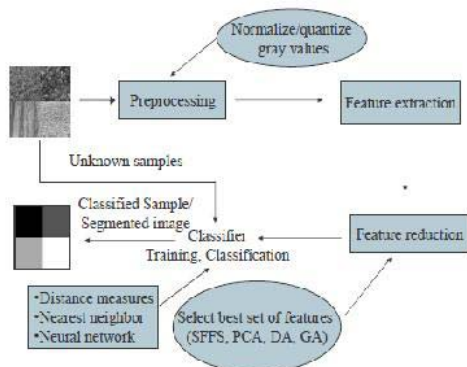 Normalize/quantize
gray values
Preprocessing
Feature extraction
Unknown samples
Classified Sample/
Segmented image
Classifier
Training, Classification
Feature reduction
•Distance measures
•Nearest neighbor
•Neural network
Select best set of features
(SFFS, PCA, DA, GA)